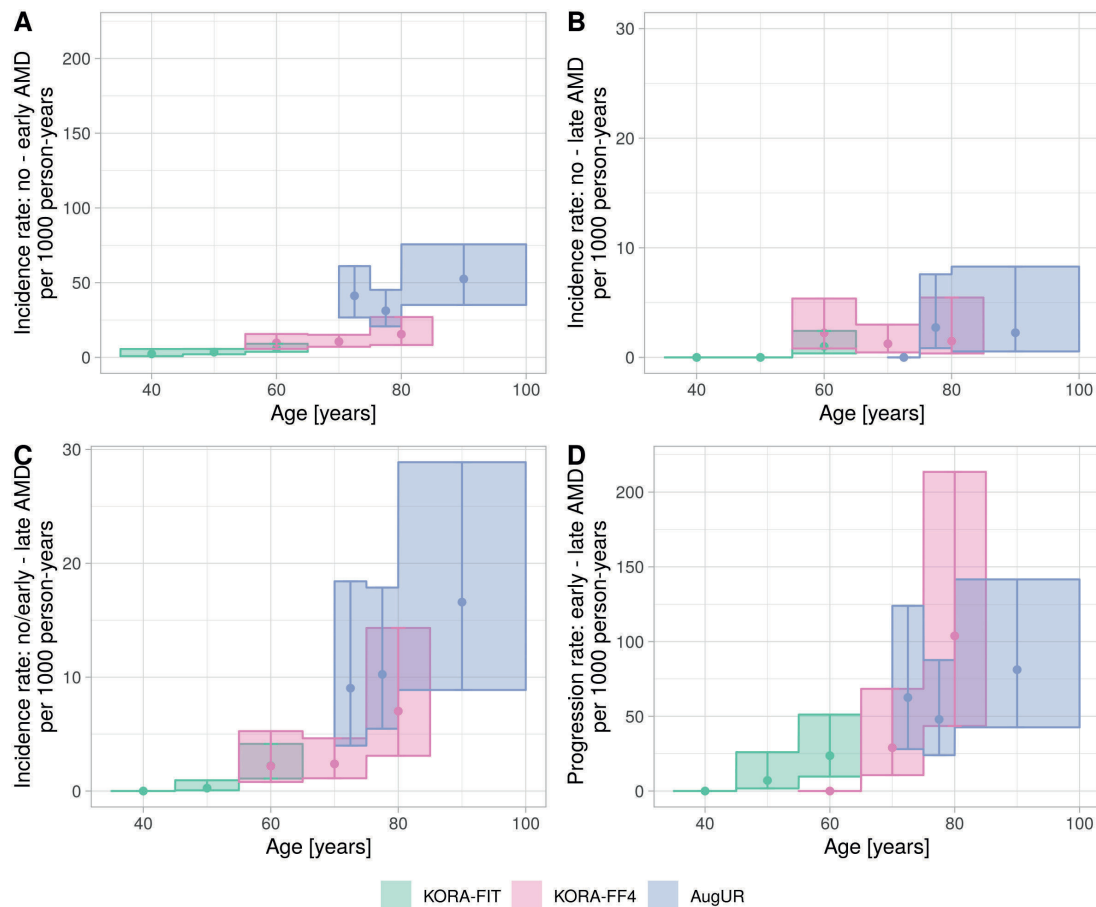 A
Incidence rate: no - early AMD
per 1000 person-years
200
150
100
50
0
40
60
80
100
Age [years]
B
Incidence rate: no - late AMD
per 1000 person-years
30
20
10
0
40
60
80
100
Age [years]
C
Incidence rate: no/early - late AMD
per 1000 person-years
30
20
10
0
40
60
80
100
Age [years]
D
Progression rate: early - late AMD
per 1000 person-years
200
150
100
50
0
40
60
80
100
Age [years]
KORA-FIT
KORA-FF4
AugUR